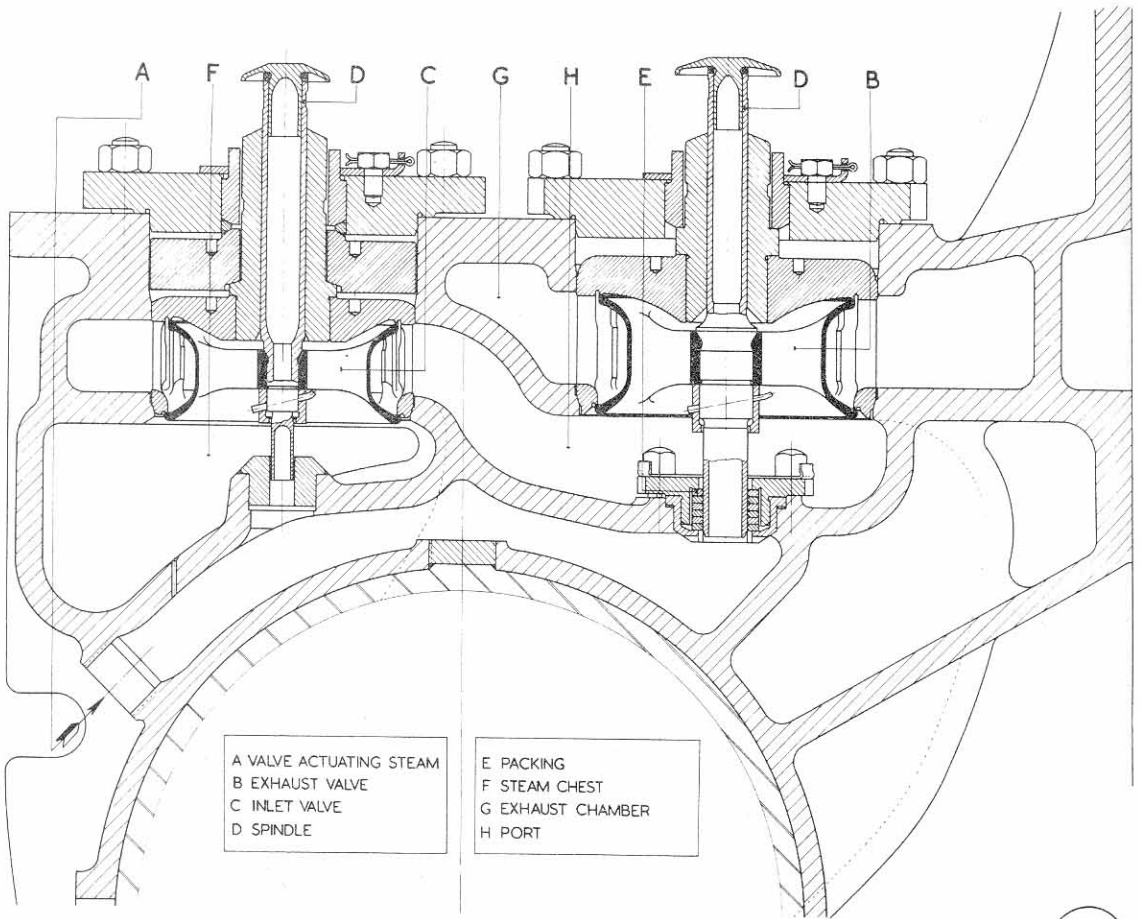 A F D C G H E D B
A VALVE ACTUATING STEAM
B EXHAUST VALVE
C INLET VALVE
D SPINDLE
E PACKING
F STEAM CHEST
G EXHAUST CHAMBER
H PORT